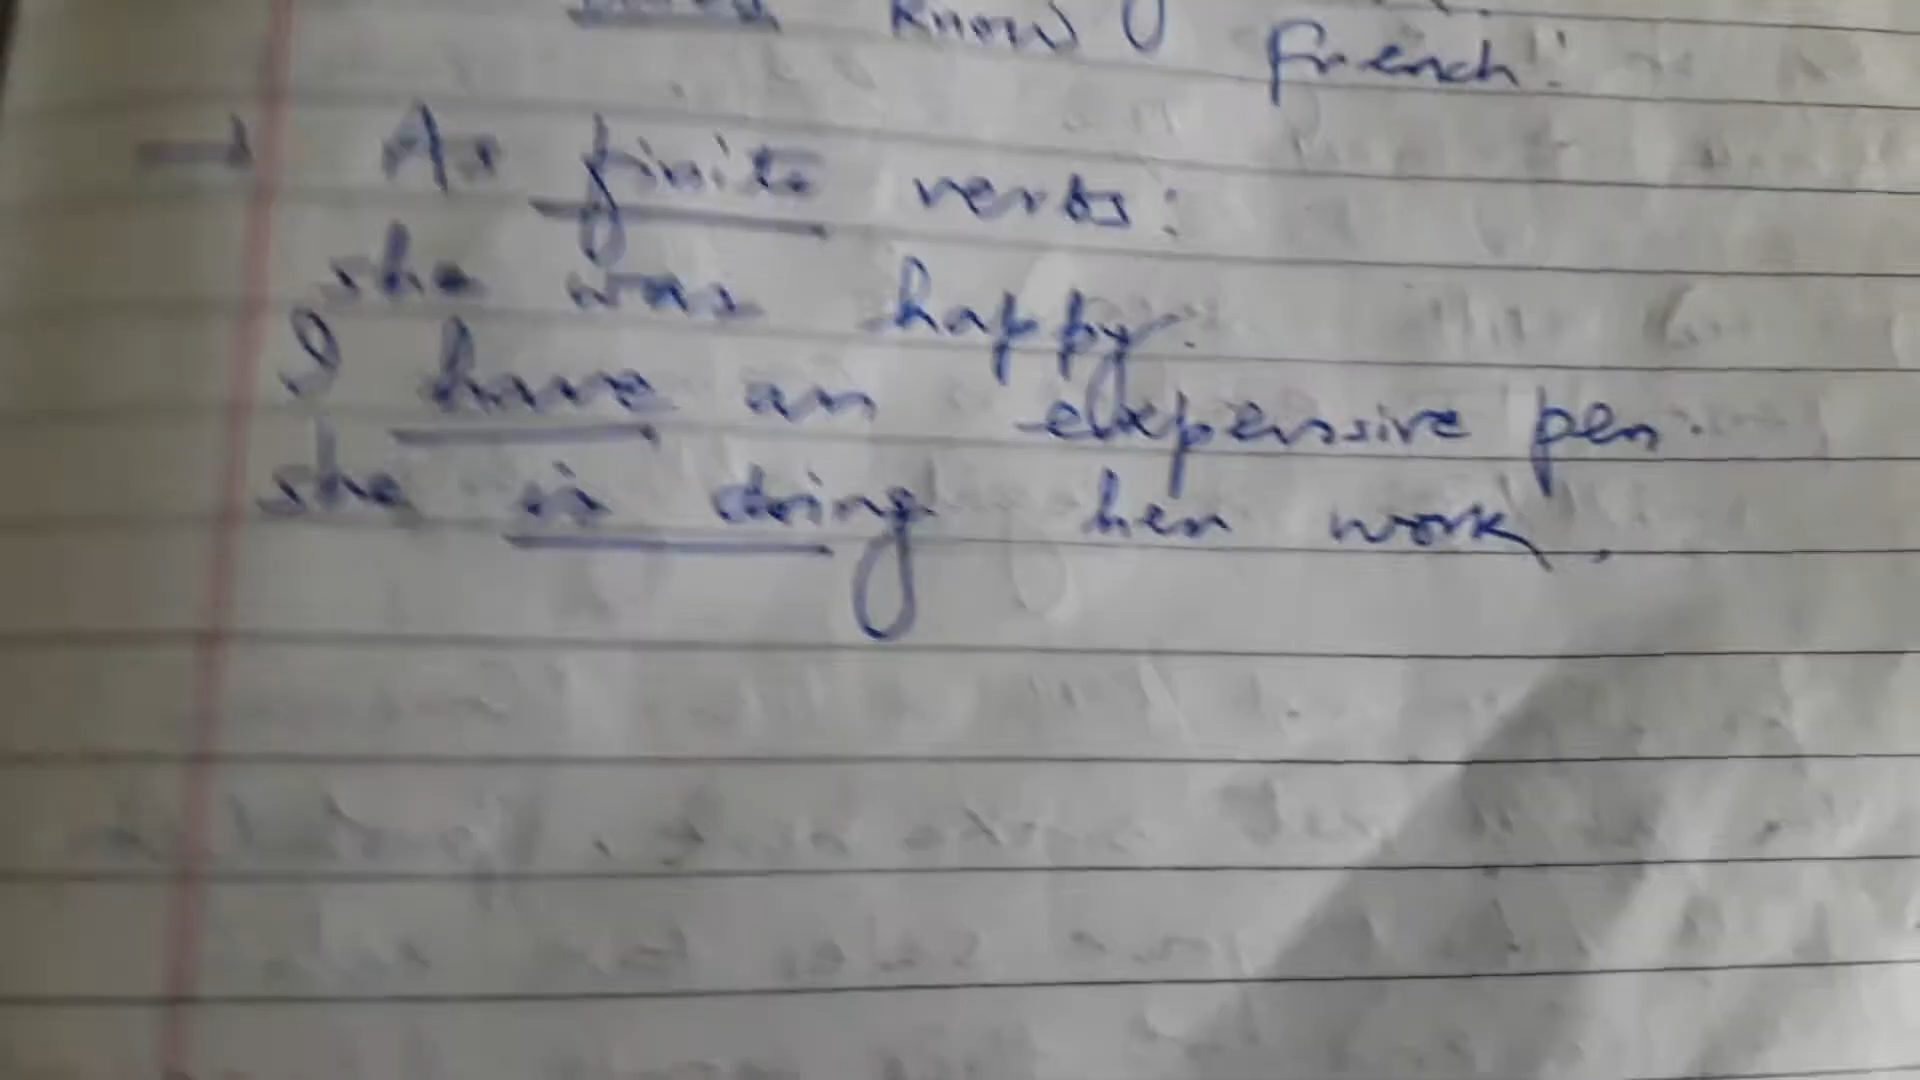 know French.
→ As finite verbs:
she was happy.
I have an expensive pen.
she is doing her work.